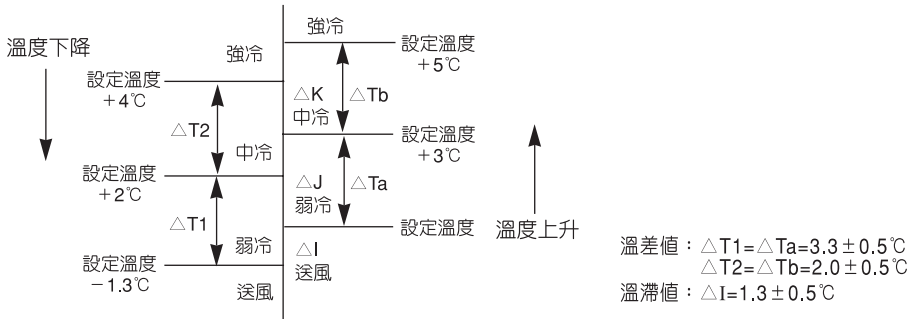 溫度下降
強冷
設定溫度
+4℃
△T2
中冷
設定溫度
+2℃
△T1
弱冷
設定溫度
−1.3℃
送風
強冷
設定溫度
+5℃
△K
中冷
△Tb
設定溫度
+3℃
△J
弱冷
△Ta
設定溫度
△I
送風
溫度上升
溫差值：△T1=△Ta=3.3±0.5℃
△T2=△Tb=2.0±0.5℃
溫滯值：△I=1.3±0.5℃